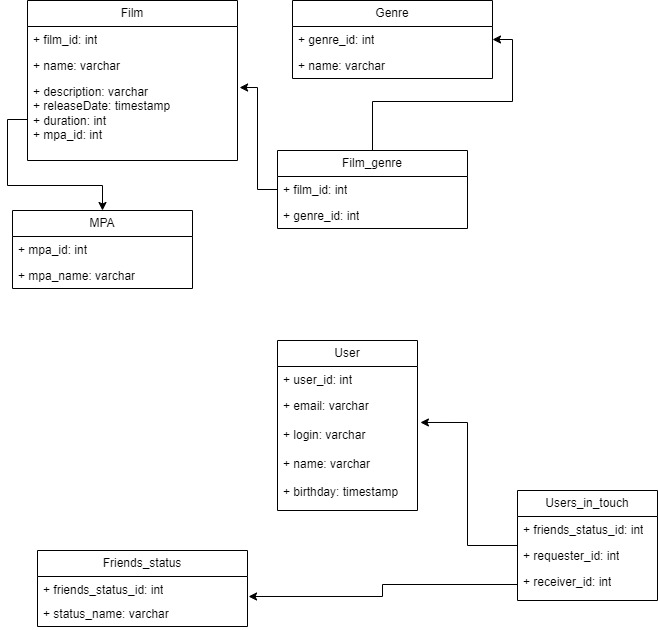 Film
+ film_id: int
+ name: varchar
+ description: varchar
+ releaseDate: timestamp
+ duration: int
+ mpa_id: int
Genre
+ genre_id: int
+ name: varchar
Film_genre
+ film_id: int
+ genre_id: int
MPA
+ mpa_id: int
+ mpa_name: varchar
User
+ user_id: int
+ email: varchar
+ login: varchar
+ name: varchar
+ birthday: timestamp
Users_in_touch
+ friends_status_id: int
+ requester_id: int
+ receiver_id: int
Friends_status
+ friends_status_id: int
+ status_name: varchar